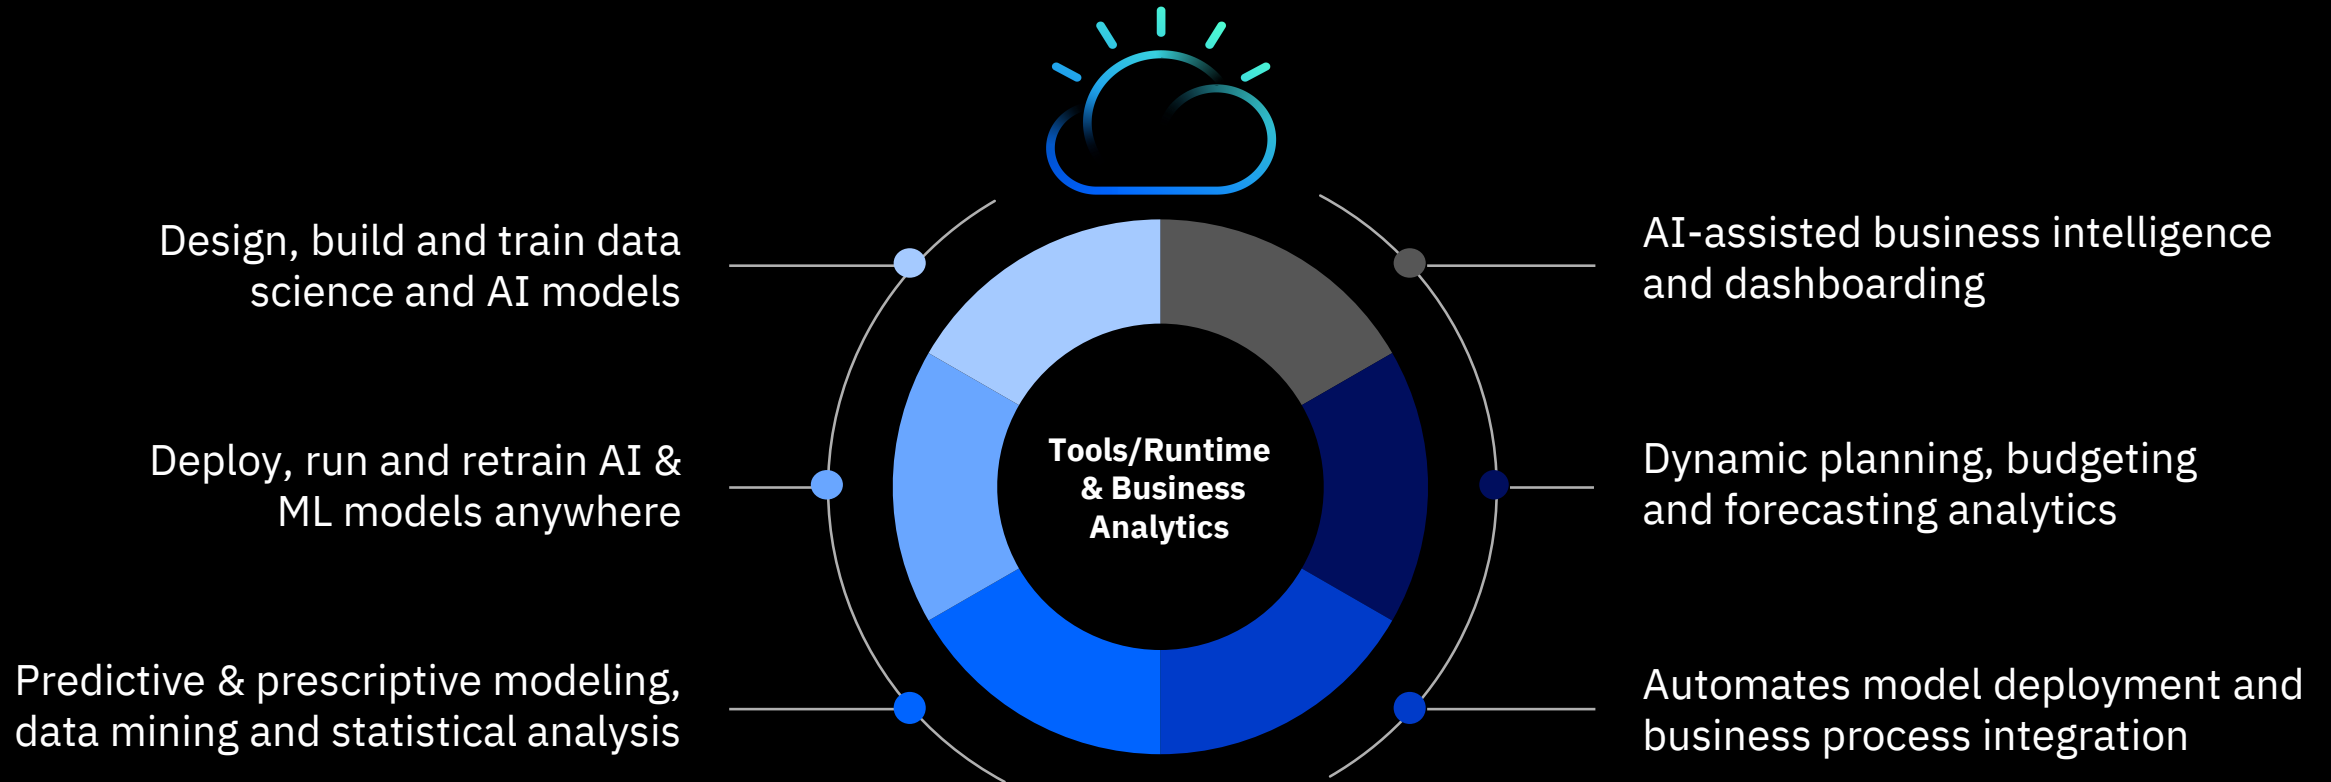 Design, build and train data
science and AI models
Deploy, run and retrain AI &
ML models anywhere
Predictive & prescriptive modeling,
data mining and statistical analysis
Tools/Runtime
& Business
Analytics
AI-assisted business intelligence
and dashboarding
Dynamic planning, budgeting
and forecasting analytics
Automates model deployment and
business process integration